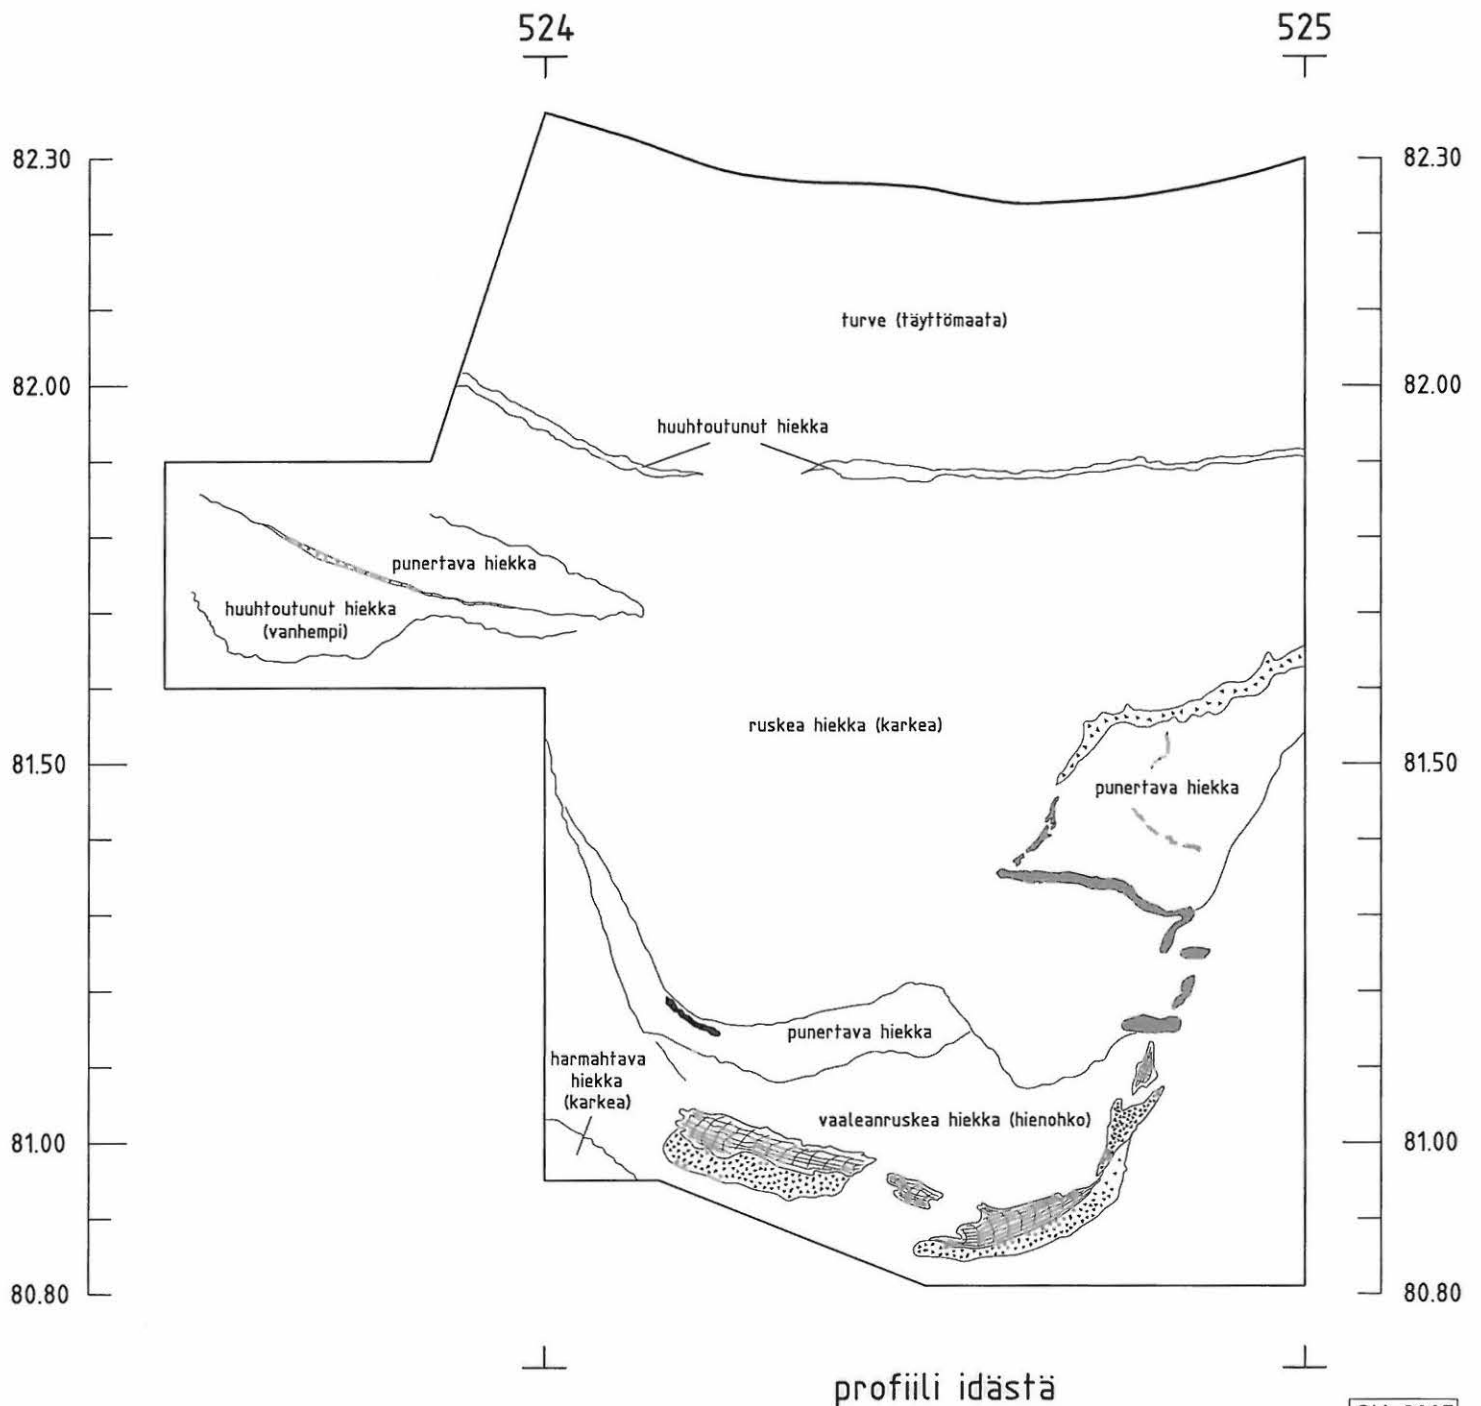 524
525
82.30
82.30
turve (täyttömaata)
82.00
82.00
huuhtoutunut hiekka
punertava hiekka
huuhtoutunut hiekka
(vanhempi)
ruskea hiekka (karkea)
81.50
81.50
punertava hiekka
punertava hiekka
harmahtava
hiekka
(karkea)
vaaleanruskea hiekka (hienohko)
81.00
81.00
80.80
80.80
profiili idästä